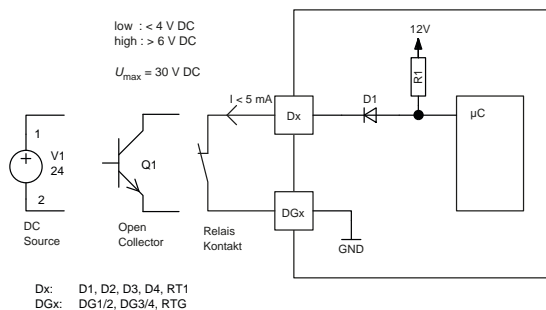 low : < 4 V DC
high : > 6 V DC
Umax = 30 V DC
12V
R1
I < 5 mA
Dx
D1
µC
1
V1
24
2
Q1
DGx
GND
DC
Source
Open
Collector
Relais
Kontakt
Dx: D1, D2, D3, D4, RT1
DGx: DG1/2, DG3/4, RTG